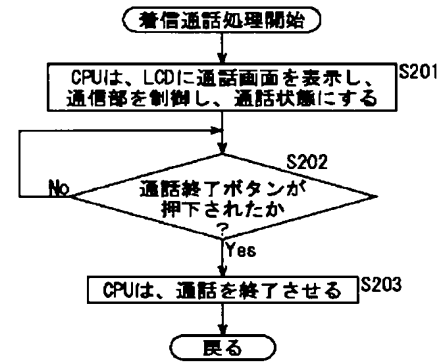 着信通話処理開始
CPUは、LCDに通話画面を表示し、
通信部を制御し、通話状態にする
S201
S202
通話終了ボタンが
押下されたか
?
No
Yes
CPUは、通話を終了させる
S203
戻る